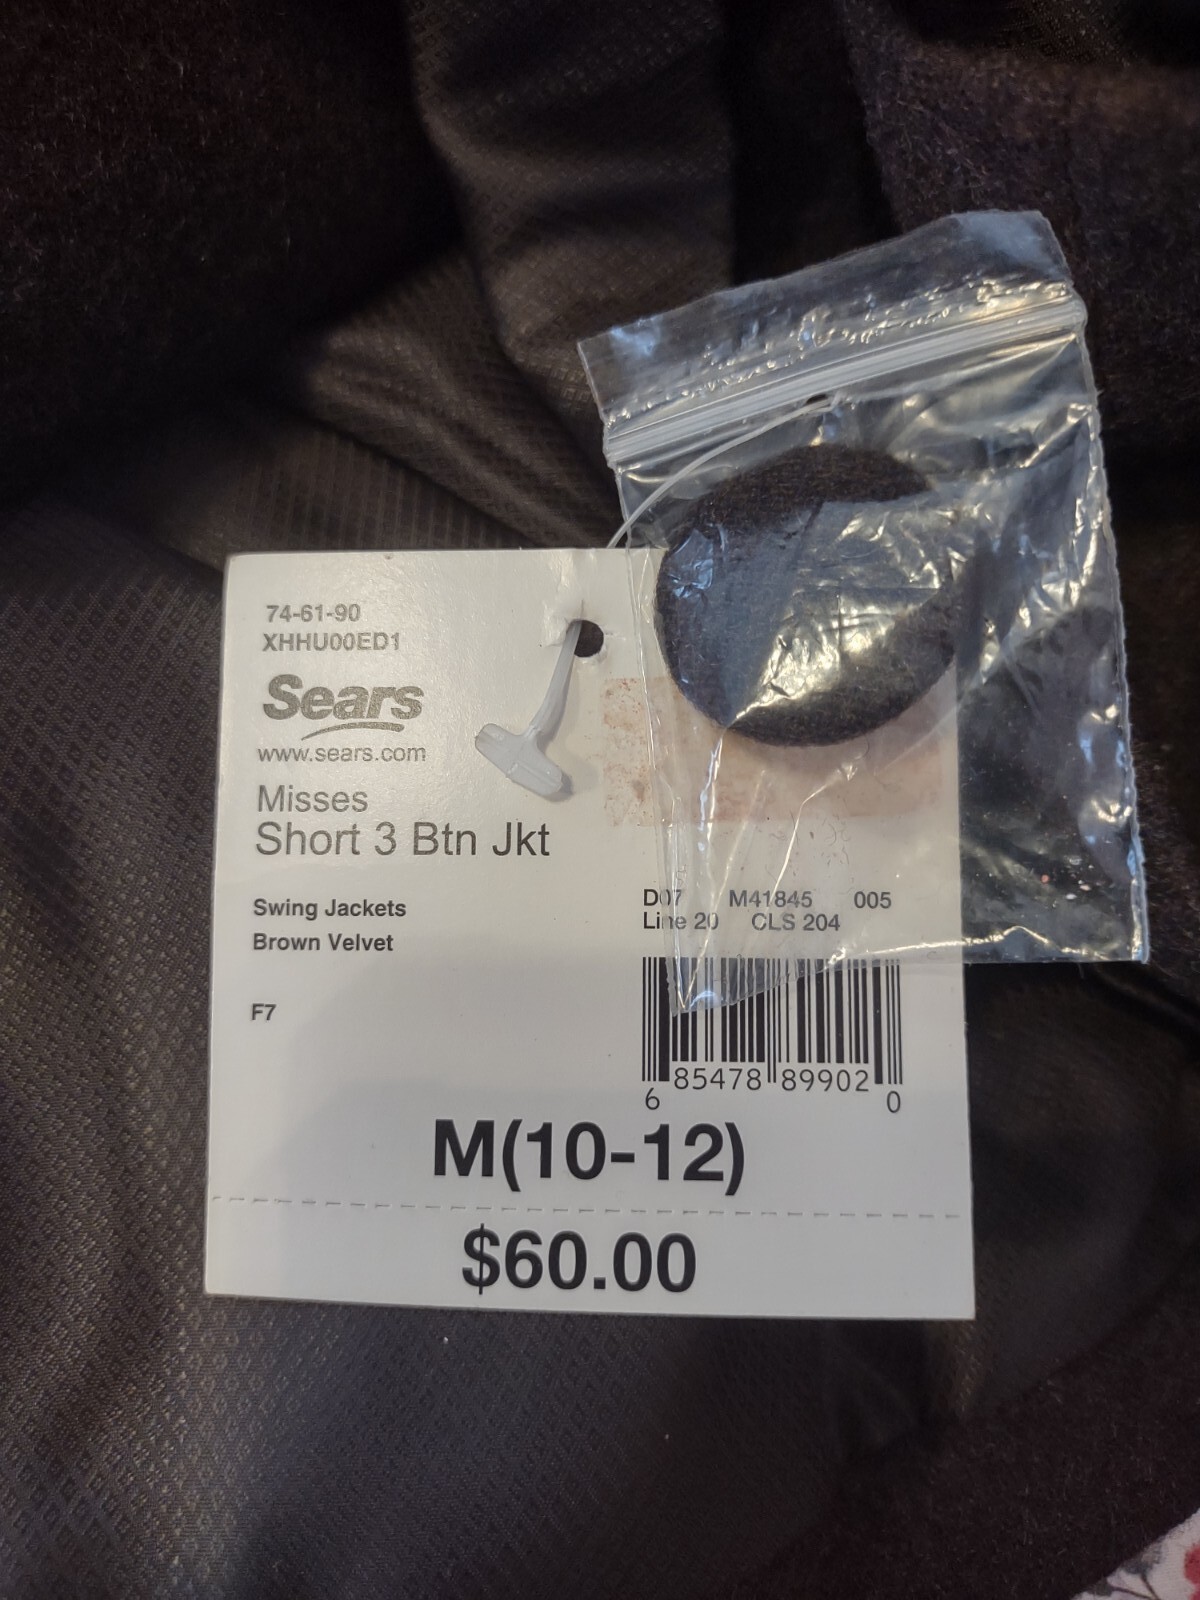 74-61-90
XHHU00ED1
Sears
www.sears.com
Misses
Short 3 Btn Jkt
Swing Jackets
Brown Velvet
F7
D07 M41845 005
Line 20 CLS 204
6 85478 89902 0
M(10-12)
$60.00